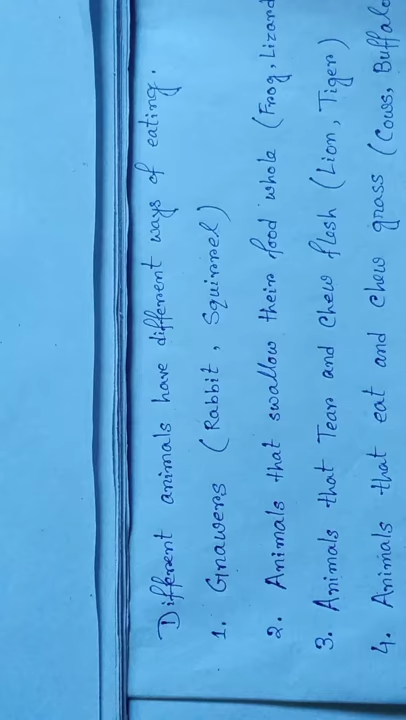 Different animals have different ways of eating.
1. Gnawers (Rabbit, Squirrel)
2. Animals that swallow their food whole (Frog, Lizard
3. Animals that Tear and Chew flesh (Lion, Tiger)
4. Animals that eat and chew grass (Cows, Buffalo